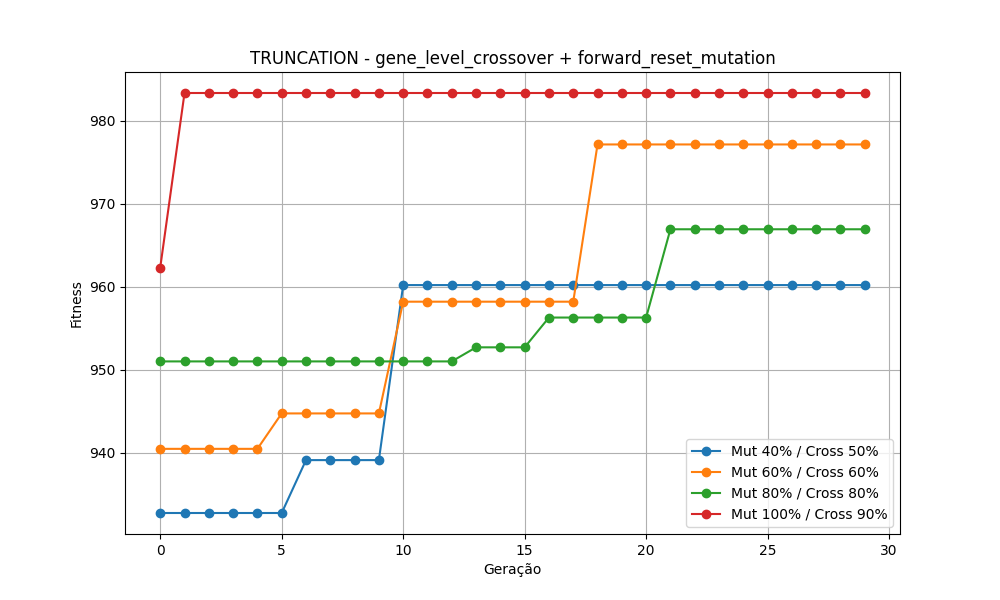 TRUNCATION - gene_level_crossover + forward_reset_mutation
Fitness
980
970
960
950
940
0 5 10 15 20 25 30
Geração
Mut 40% / Cross 50%
Mut 60% / Cross 60%
Mut 80% / Cross 80%
Mut 100% / Cross 90%